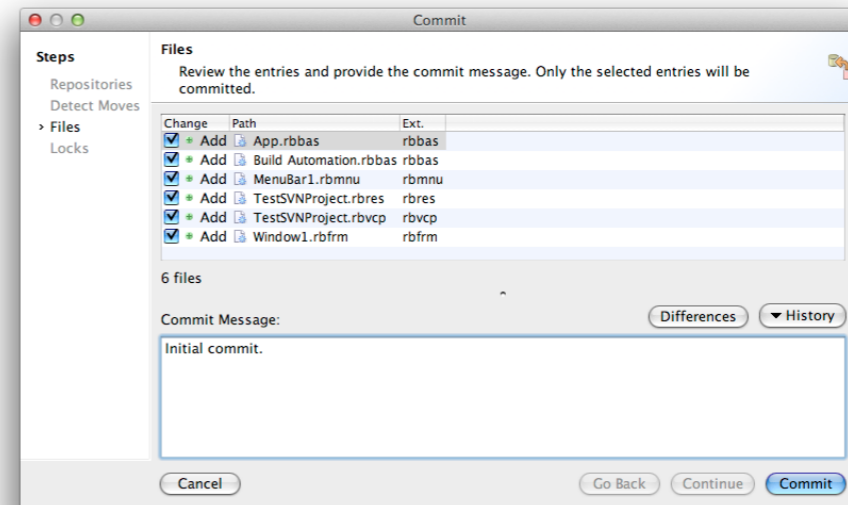 Commit
Steps
Repositories
Detect Moves
› Files
Locks
Files
Review the entries and provide the commit message. Only the selected entries will be
committed.
Change Path Ext.
+ Add App.rbbas rbbas
+ Add Build Automation.rbbas rbbas
+ Add MenuBar1.rbmnu rbmnu
+ Add TestSVNProject.rbres rbres
+ Add TestSVNProject.rbvcp rbvcp
+ Add Window1.rbfrm rbfrm
6 files
Commit Message:
Differences
History
Initial commit.
Cancel
Go Back
Continue
Commit